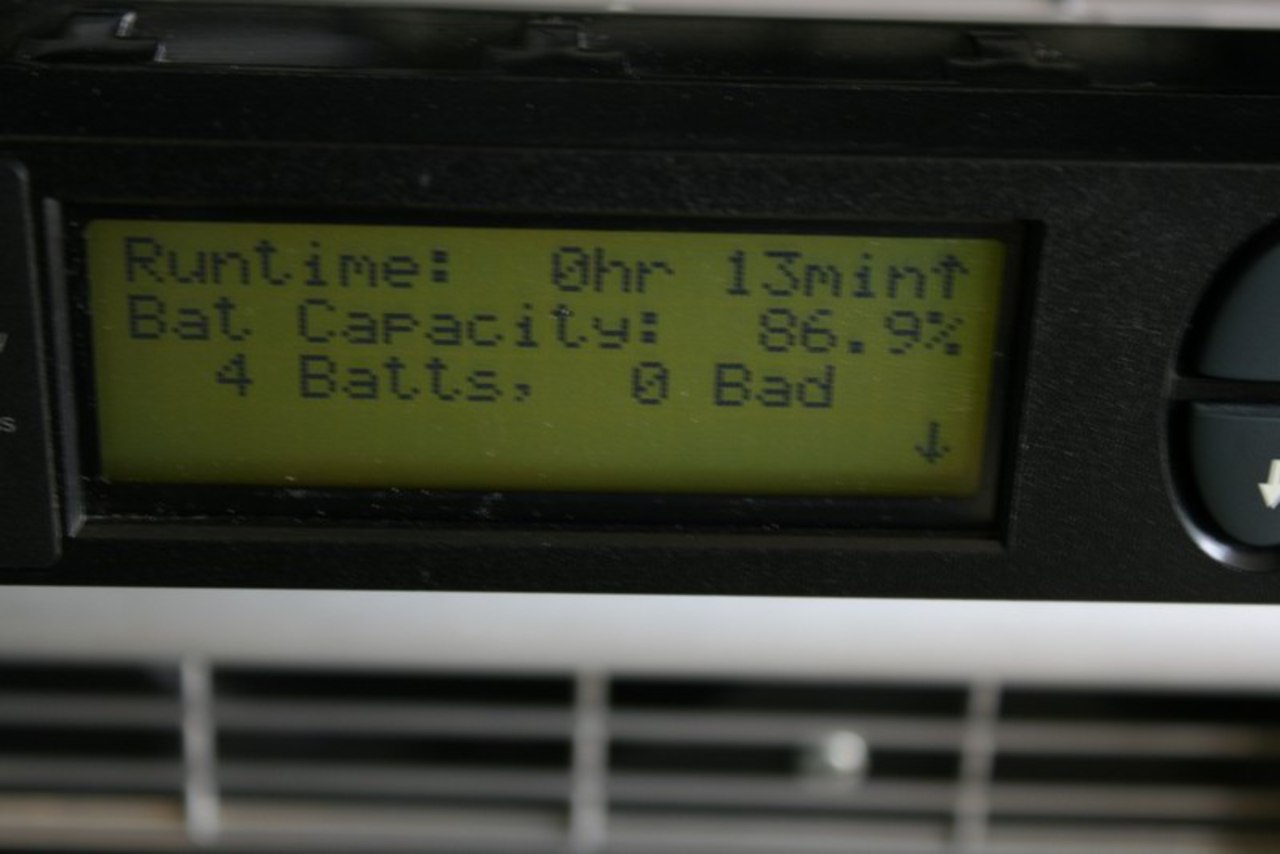 Runtime: 0hr 13min↑
Bat Capacity: 86.9%
4 Batts, 0 Bad
↓